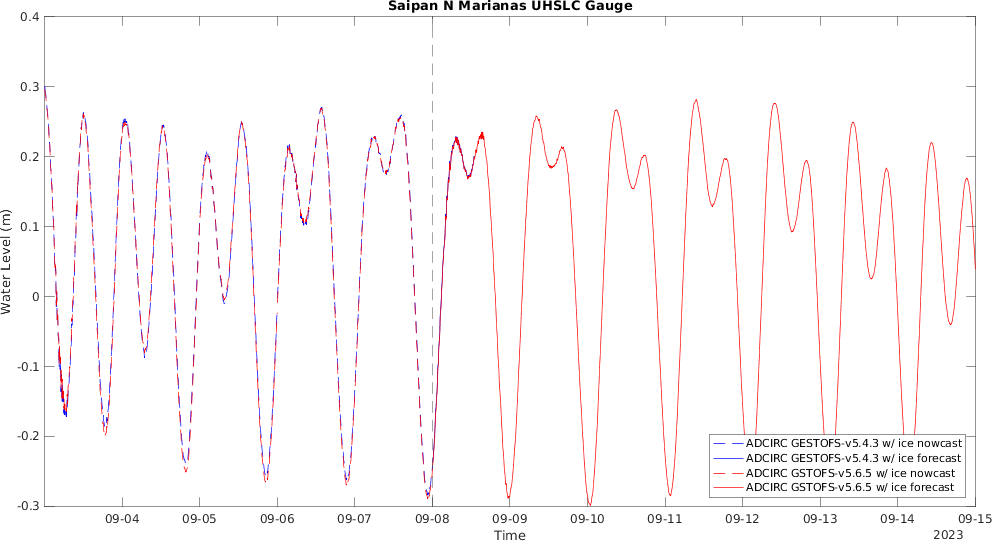 Saipan N Marianas UHSLC Gauge
0.4
0.3
0.2
0.1
0
-0.1
-0.2
-0.3
Water Level (m)
ADCIRC GESTOFS-v5.4.3 w/ ice nowcast
ADCIRC GESTOFS-v5.4.3 w/ ice forecast
ADCIRC GSTOFS-v5.6.5 w/ ice nowcast
ADCIRC GSTOFS-v5.6.5 w/ ice forecast
09-04 09-05 09-06 09-07 09-08 09-09 09-10 09-11 09-12 09-13 09-14 09-15
Time
2023